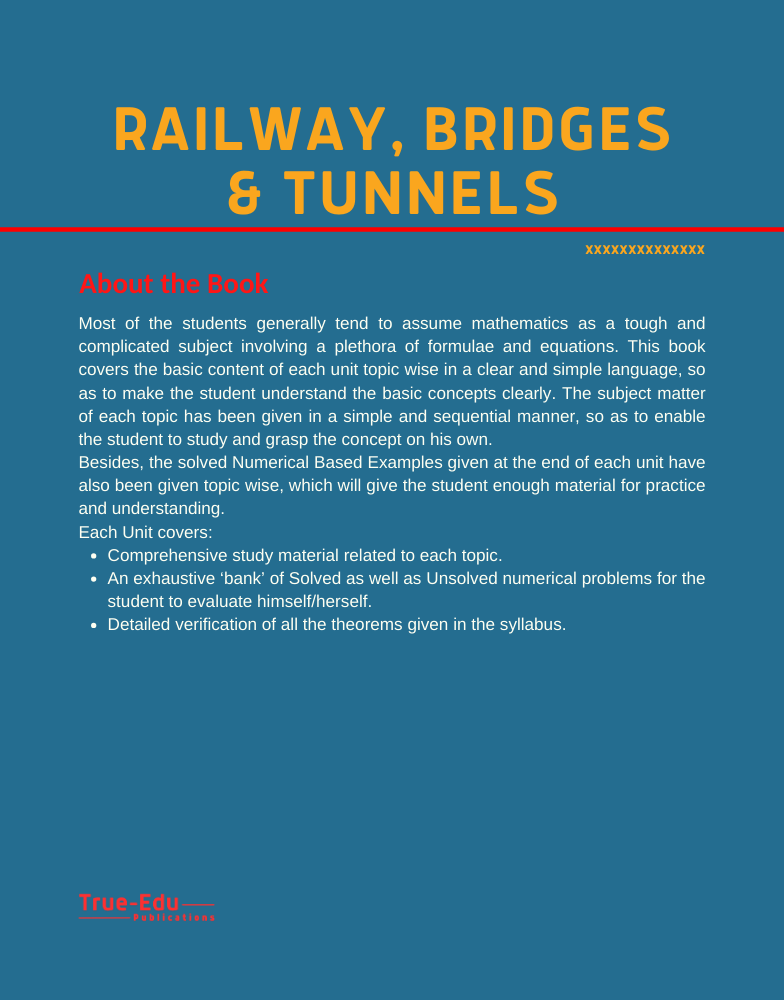 RAILWAY, BRIDGES
& TUNNELS
xxxxxxxxxxxxxx
About the Book
Most of the students generally tend to assume mathematics as a tough and
complicated subject involving a plethora of formulae and equations. This book
covers the basic content of each unit topic wise in a clear and simple language, so
as to make the student understand the basic concepts clearly. The subject matter
of each topic has been given in a simple and sequential manner, so as to enable
the student to study and grasp the concept on his own.
Besides, the solved Numerical Based Examples given at the end of each unit have
also been given topic wise, which will give the student enough material for practice
and understanding.
Each Unit covers:
• Comprehensive study material related to each topic.
• An exhaustive ‘bank’ of Solved as well as Unsolved numerical problems for the
student to evaluate himself/herself.
• Detailed verification of all the theorems given in the syllabus.
True-Edu
Publications